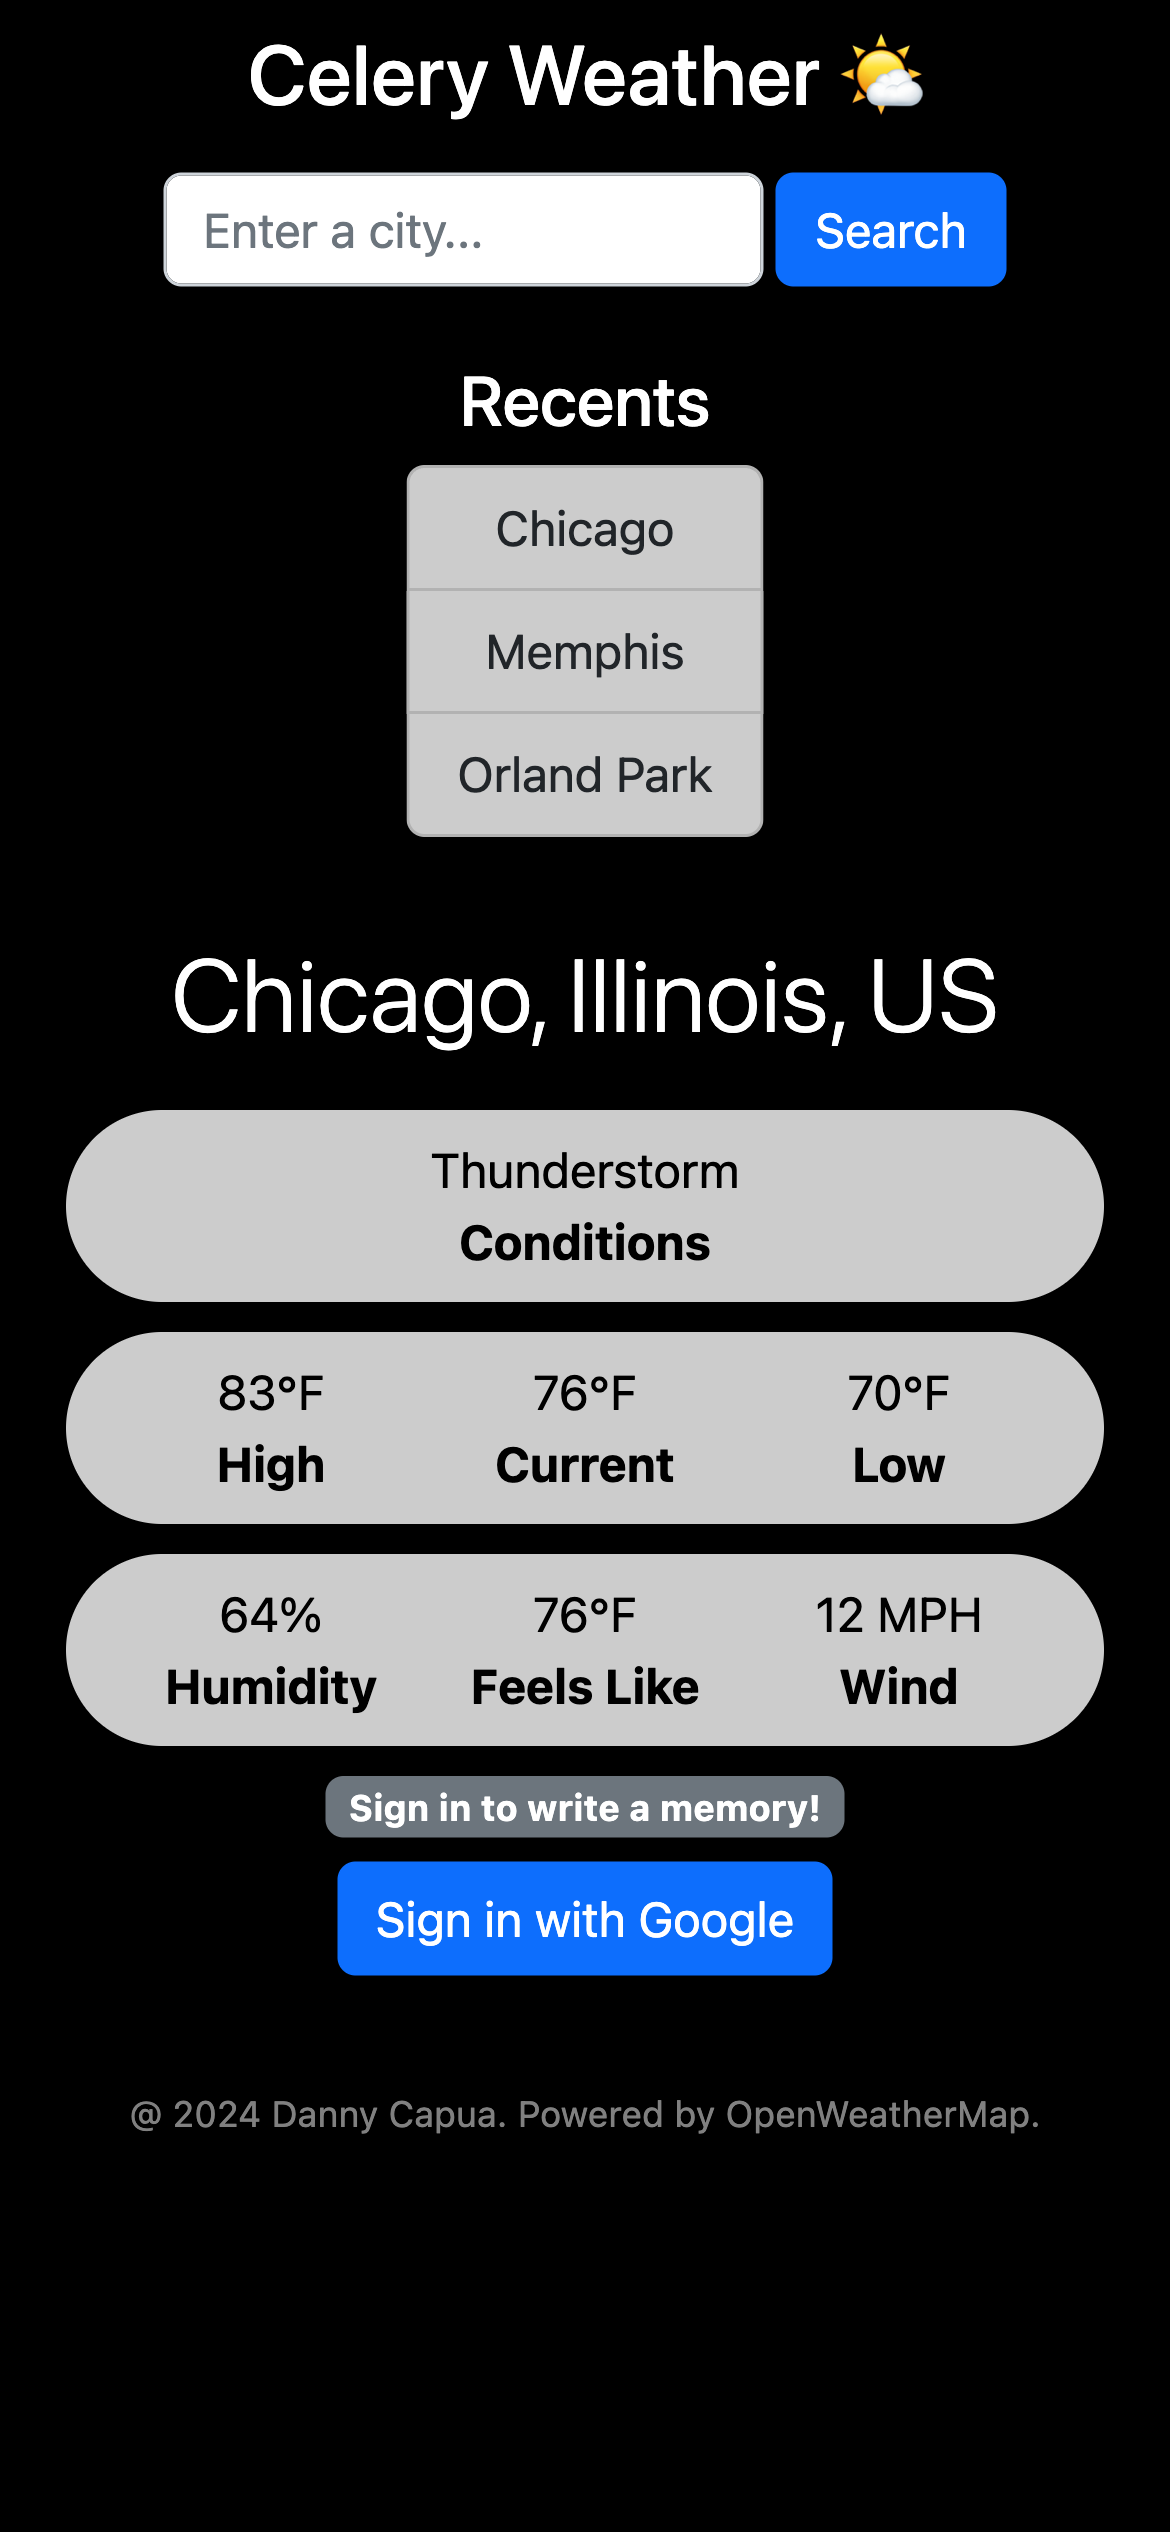 Celery Weather
Enter a city...
Search
Recents
Chicago
Memphis
Orland Park
Chicago, Illinois, US
Thunderstorm
Conditions
83°F 76°F 70°F
High Current Low
64% 76°F 12 MPH
Humidity Feels Like Wind
Sign in to write a memory!
Sign in with Google
@ 2024 Danny Capua. Powered by OpenWeatherMap.